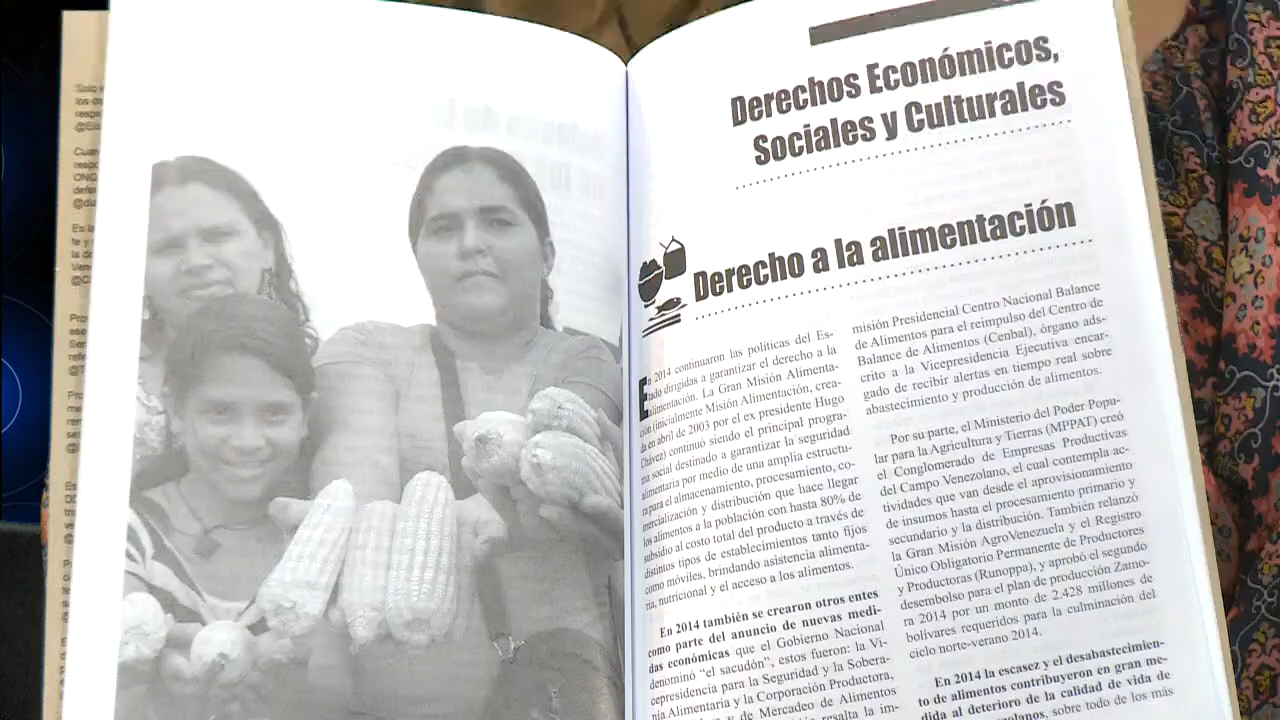 Derechos Económicos,
Sociales y Culturales
Derecho a la alimentación
En 2014 continuaron las políticas del Es-
tado dirigidas a garantizar el derecho a la
alimentación. La Gran Misión Alimenta-
ción (inicialmente Misión Alimentación, crea-
da en abril de 2003 por el ex presidente Hugo
Chávez) continuó siendo el principal progra-
ma social destinado a garantizar la seguridad
alimentaria por medio de una amplia estructu-
ra para el almacenamiento, procesamiento, co-
mercialización y distribución que hace llegar
los alimentos a la población con hasta 80% de
subsidio al costo total del producto a través de
distintos tipos de establecimientos tanto fijos
como móviles, brindando asistencia alimenta-
ria, nutricional y el acceso a los alimentos.
En 2014 también se crearon otros entes
como parte del anuncio de nuevas medi-
das económicas que el Gobierno Nacional
denominó “el sacudón”, estos fueron: la Vi-
cepresidencia para la Seguridad y la Sobera-
nía Alimentaria y la Corporación Productora,
y de Mercadeo de Alimentos
resalta la im-
misión Presidencial Centro Nacional Balance
de Alimentos para el reimpulso del Centro de
Balance de Alimentos (Cenbal), órgano ads-
crito a la Vicepresidencia Ejecutiva encar-
gado de recibir alertas en tiempo real sobre
abastecimiento y producción de alimentos.
Por su parte, el Ministerio del Poder Popu-
lar para la Agricultura y Tierras (MPPAT) creó
el Conglomerado de Empresas Productivas
del Campo Venezolano, el cual contempla ac-
tividades que van desde el aprovisionamiento
de insumos hasta el procesamiento primario y
secundario y la distribución. También relanzó
la Gran Misión AgroVenezuela y el Registro
Único Obligatorio Permanente de Productores
y Productoras (Runoppa), y aprobó el segundo
desembolso para el plan de producción Zamo-
ra 2014 por un monto de 2.428 millones de
bolívares requeridos para la culminación del
ciclo norte-verano 2014.
En 2014 la escasez y el desabastecimien-
to de alimentos contribuyeron en gran me-
dida al deterioro de la calidad de vida de
sobre todo de los más